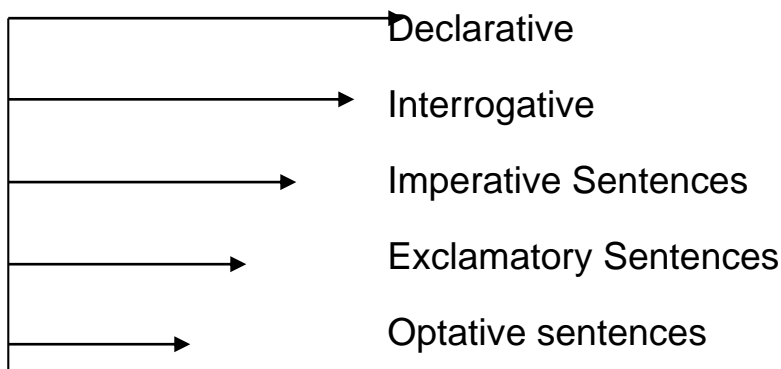 Declarative
Interrogative
Imperative Sentences
Exclamatory Sentences
Optative sentences